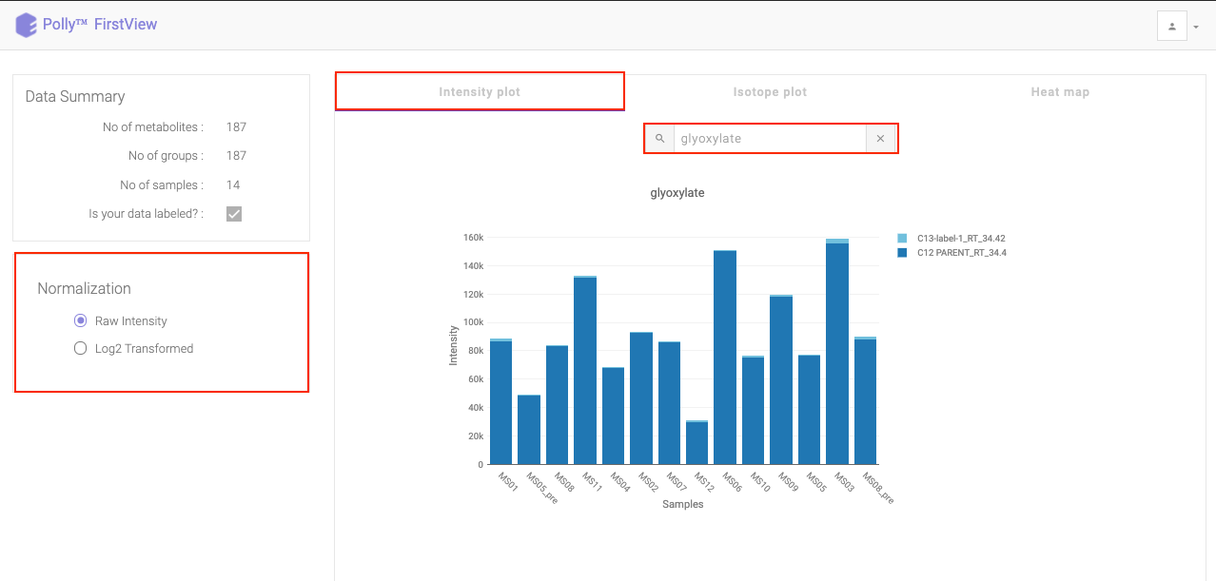 Polly™ FirstView
Data Summary
No of metabolites : 187
No of groups : 187
No of samples : 14
Is your data labeled? :
Normalization
Raw Intensity
Log2 Transformed
Intensity plot
Isotope plot
Heat map
glyoxylate
glyoxylate
160k
140k
120k
100k
80k
60k
40k
20k
0
Intensity
MS01
MS05_pre
MS08
MS11
MS04
MS02
MS07
MS12
MS06
MS10
MS09
MS05
MS03
MS08_pre
Samples
C13-label-1_RT_34.42
C12 PARENT_RT_34.4